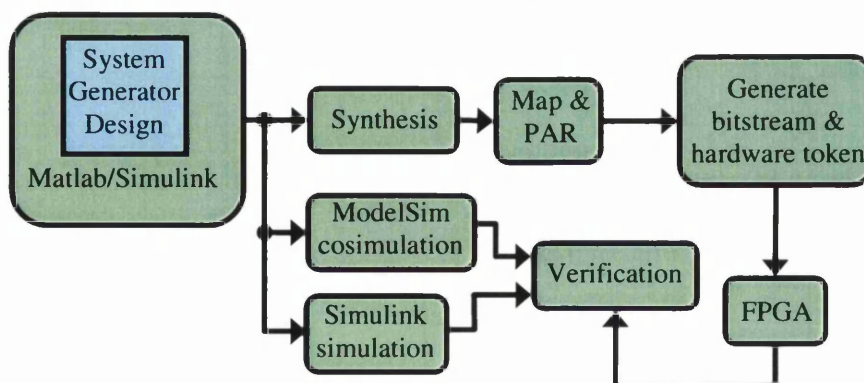 System
Generator
Design
Matlab/Simulink
Synthesis
Map &
PAR
Generate
bitstream &
hardware token
ModelSim
cosimulation
Verification
Simulink
simulation
FPGA